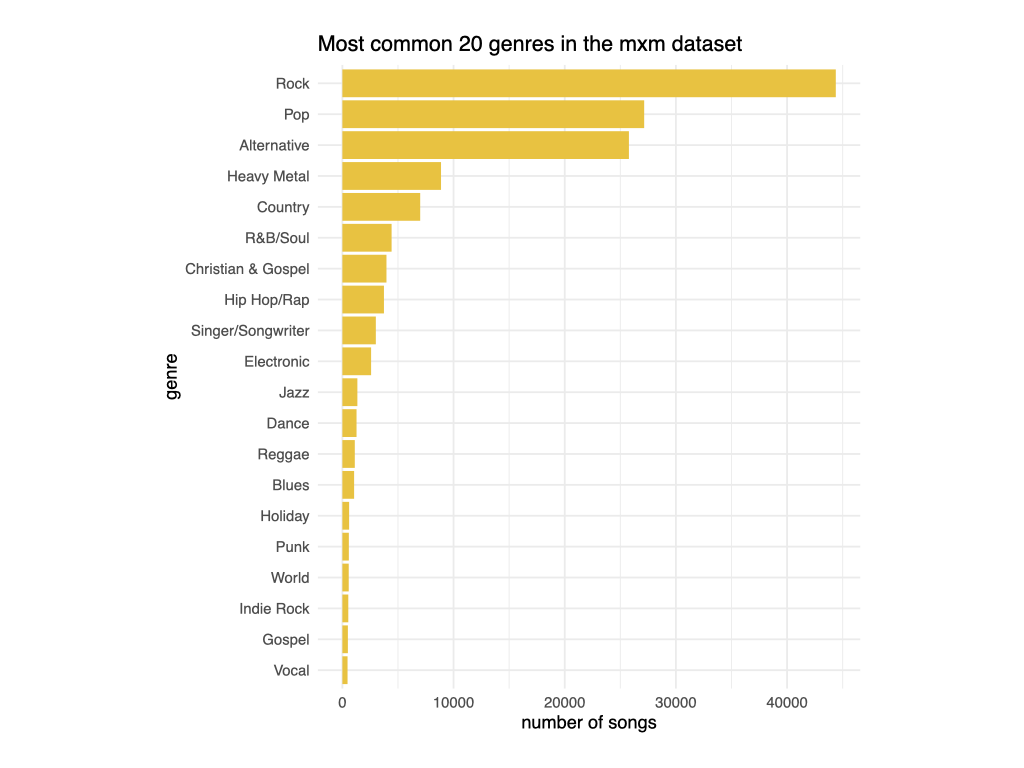 Most common 20 genres in the mxm dataset
Rock
Pop
Alternative
Heavy Metal
Country
R&B/Soul
Christian & Gospel
Hip Hop/Rap
Singer/Songwriter
Electronic
Jazz
Dance
Reggae
Blues
Holiday
Punk
World
Indie Rock
Gospel
Vocal
genre
0 10000 20000 30000 40000
number of songs